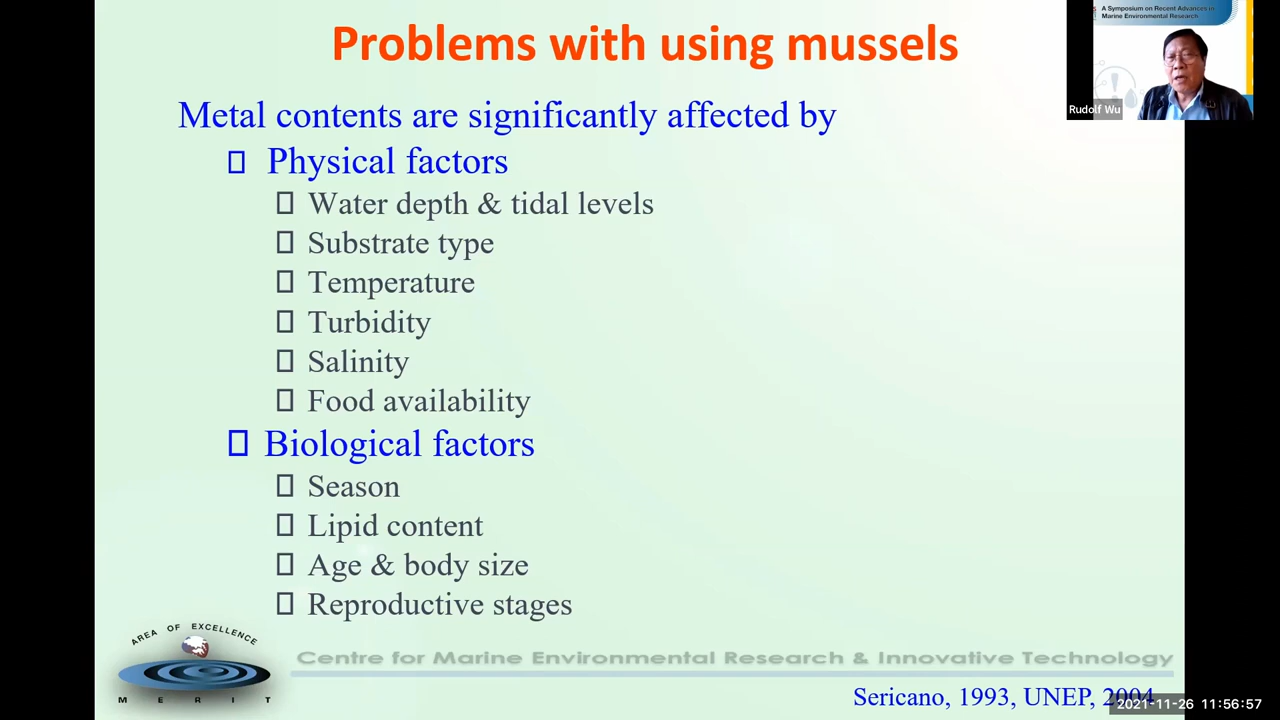 Problems with using mussels
A Symposium on Recent Advances in
Marine Environmental Research
Rudolf Wu
Metal contents are significantly affected by
Physical factors
Water depth & tidal levels
Substrate type
Temperature
Turbidity
Salinity
Food availability
Biological factors
Season
Lipid content
Age & body size
Reproductive stages
AREA OF EXCELLENCE
MERIT
Centre for Marine Environmental Research & Innovative Technology
Sericano, 1993, UNEP, 2004
2021-11-26 11:56:57